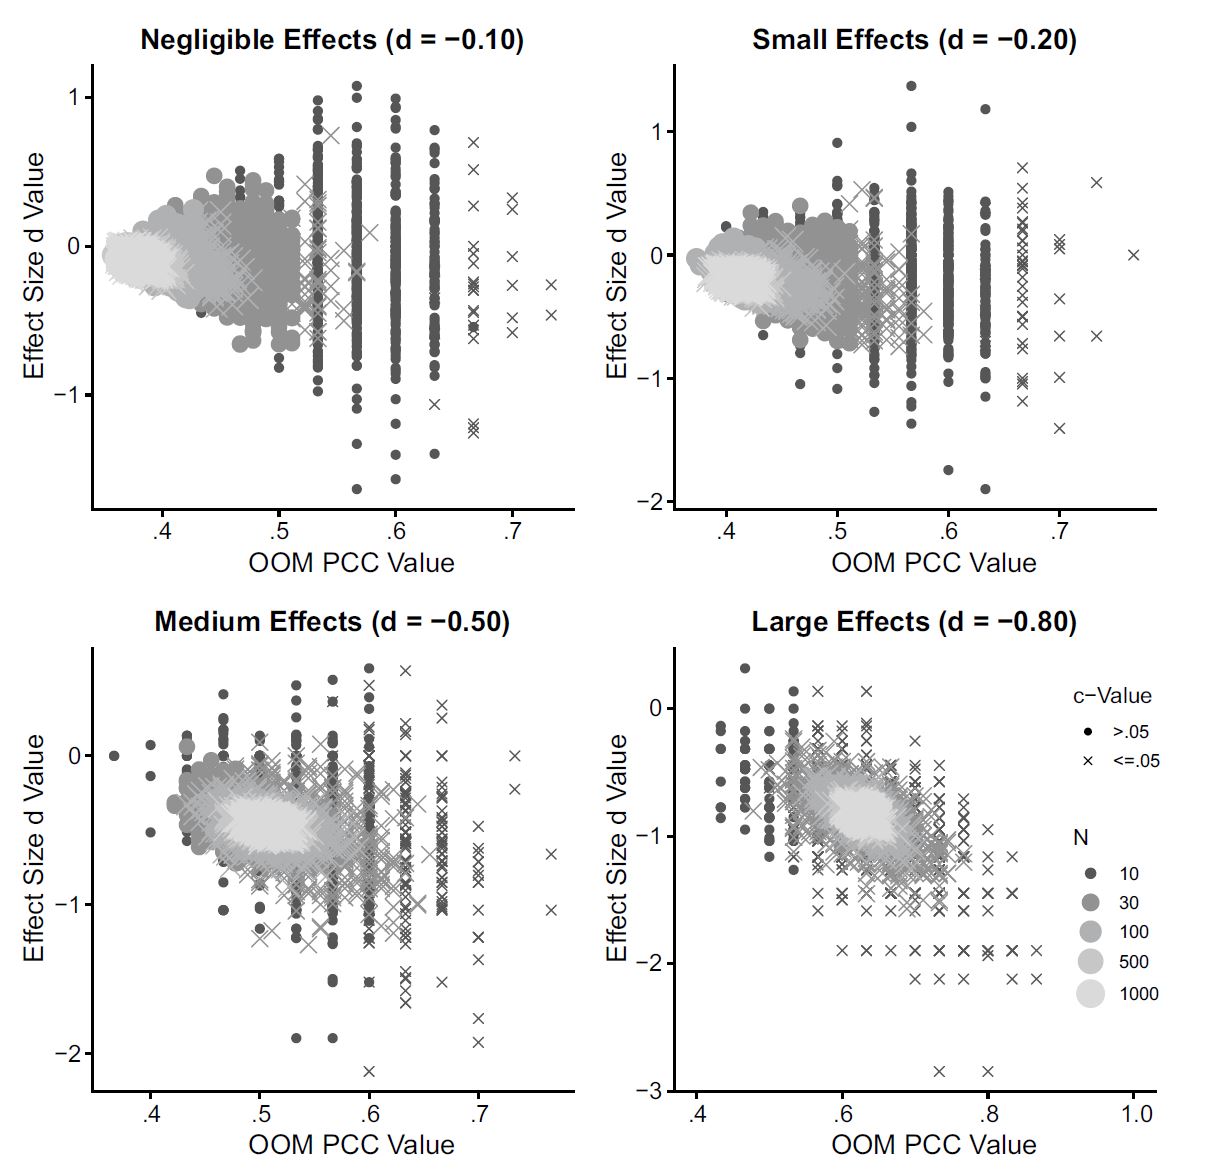 Negligible Effects (d = −0.10)
Effect Size d Value
1
0
−1
.4 .5 .6 .7
OOM PCC Value
Small Effects (d = −0.20)
Effect Size d Value
1
0
−1
−2
.4 .5 .6 .7
OOM PCC Value
Medium Effects (d = −0.50)
Effect Size d Value
0
−1
−2
.4 .5 .6 .7
OOM PCC Value
Large Effects (d = −0.80)
Effect Size d Value
0
−1
−2
−3
.4 .6 .8 1.0
OOM PCC Value
c−Value
>.05
<=.05
N
10
30
100
500
1000